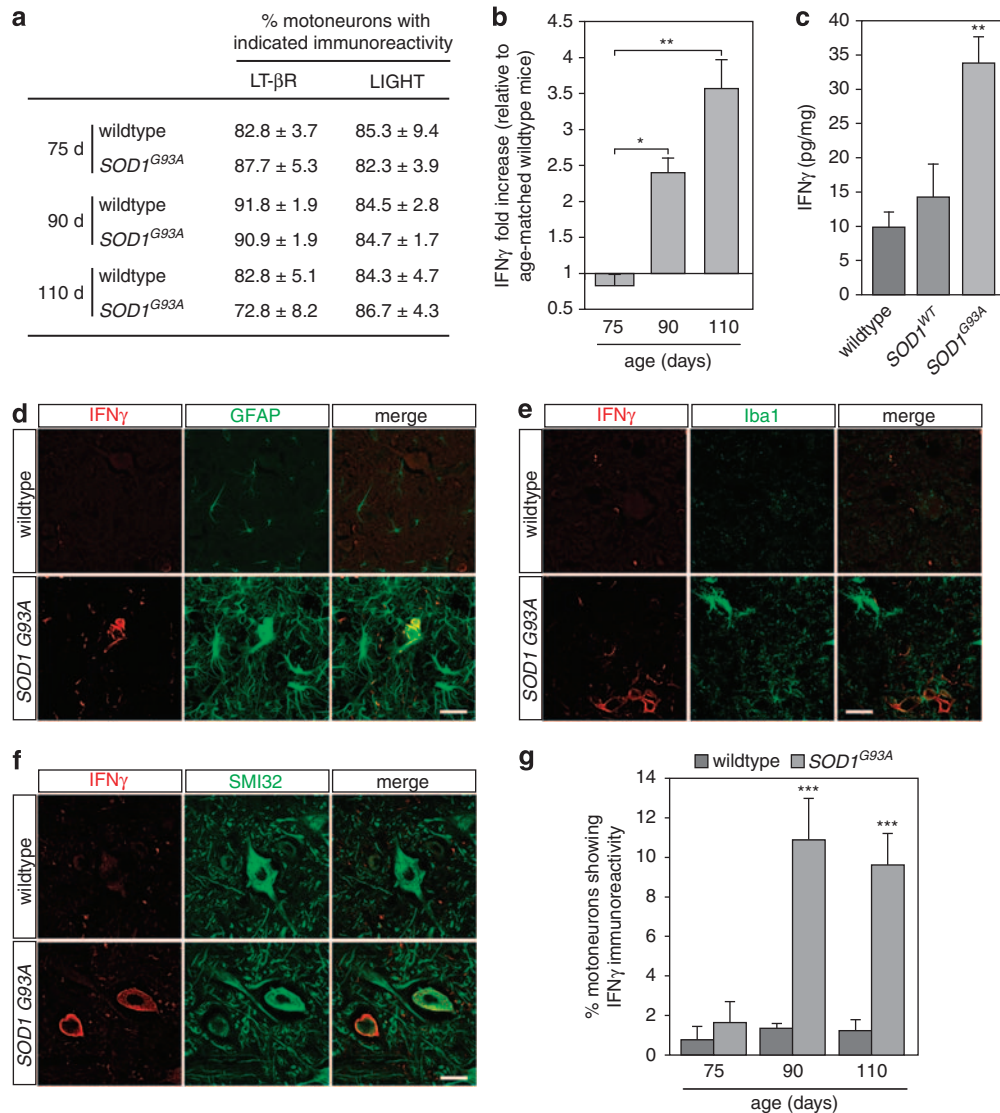 a
% motoneurons with
indicated immunoreactivity
LT-βR LIGHT
75 d wildtype 82.8 ± 3.7 85.3 ± 9.4
SOD1G93A 87.7 ± 5.3 82.3 ± 3.9
90 d wildtype 91.8 ± 1.9 84.5 ± 2.8
SOD1G93A 90.9 ± 1.9 84.7 ± 1.7
110 d wildtype 82.8 ± 5.1 84.3 ± 4.7
SOD1G93A 72.8 ± 8.2 86.7 ± 4.3
b
IFNγ fold increase (relative to
age-matched wildtype mice)
4.5
4
3.5
3
2.5
2
1.5
1
0.5
*
**
75 90 110
age (days)
c
IFNγ (pg/mg)
40
35
30
25
20
15
10
5
0
**
wildtype
SOD1WT
SOD1G93A
d
IFNγ GFAP merge
wildtype
SOD1 G93A
e
IFNγ Iba1 merge
wildtype
SOD1 G93A
f
IFNγ SMI32 merge
wildtype
SOD1 G93A
g
wildtype SOD1G93A
% motoneurons showing
IFNγ immunoreactivity
14
12
10
8
6
4
2
0
***
***
75 90 110
age (days)